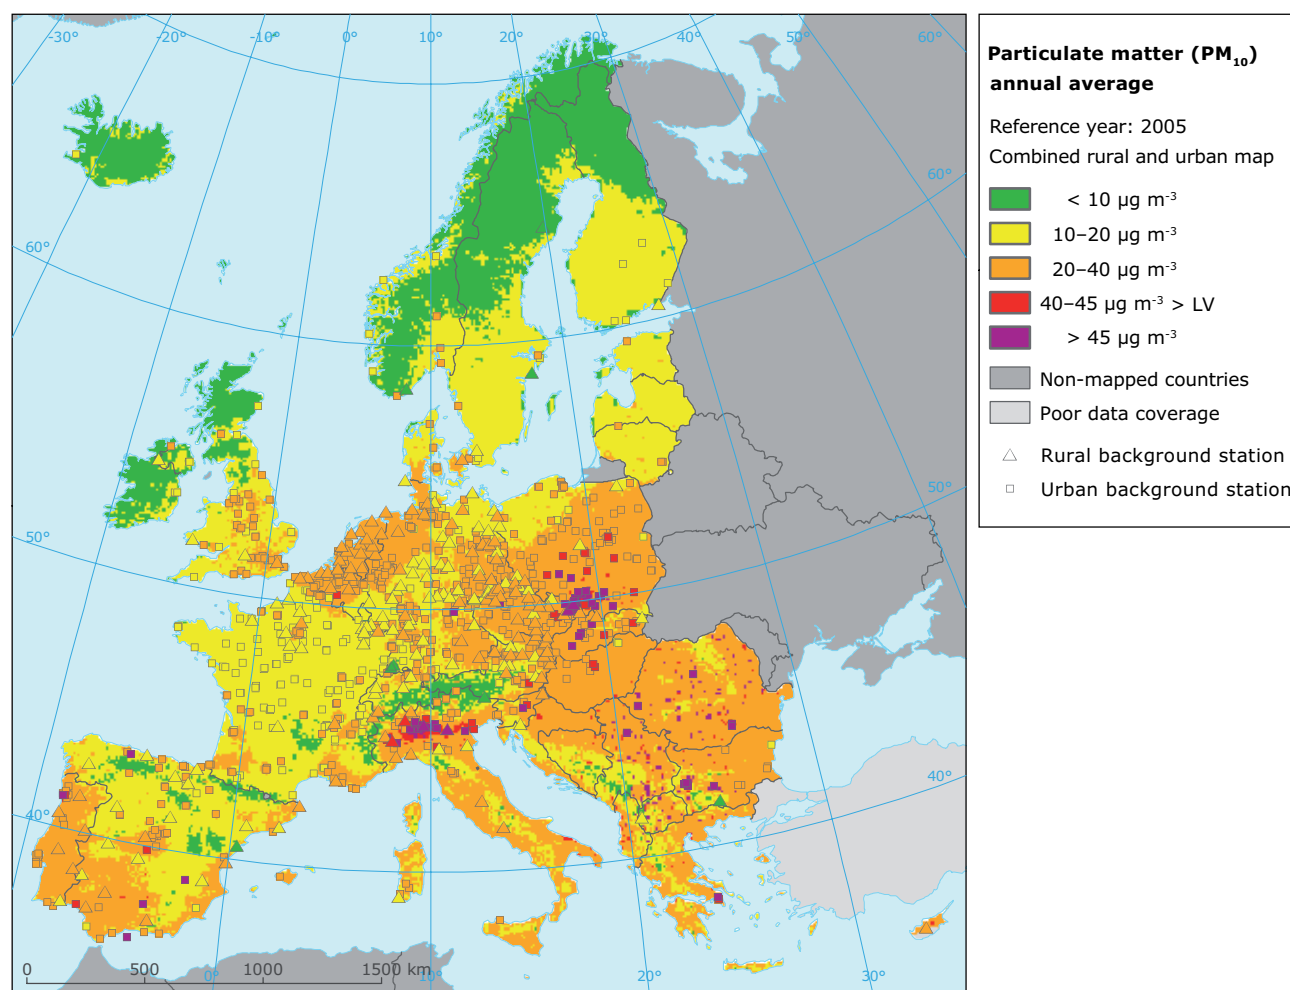 -30° -20° -10° 0° 10° 20° 30° 40° 50° 60°
60°
60°
50°
50°
40°
40°
0 500 1000 1500 km
0° 10° 20° 30°
Particulate matter (PM₁₀)
annual average
Reference year: 2005
Combined rural and urban map
< 10 µg m⁻³
10–20 µg m⁻³
20–40 µg m⁻³
40–45 µg m⁻³ > LV
> 45 µg m⁻³
Non-mapped countries
Poor data coverage
Rural background station
Urban background station